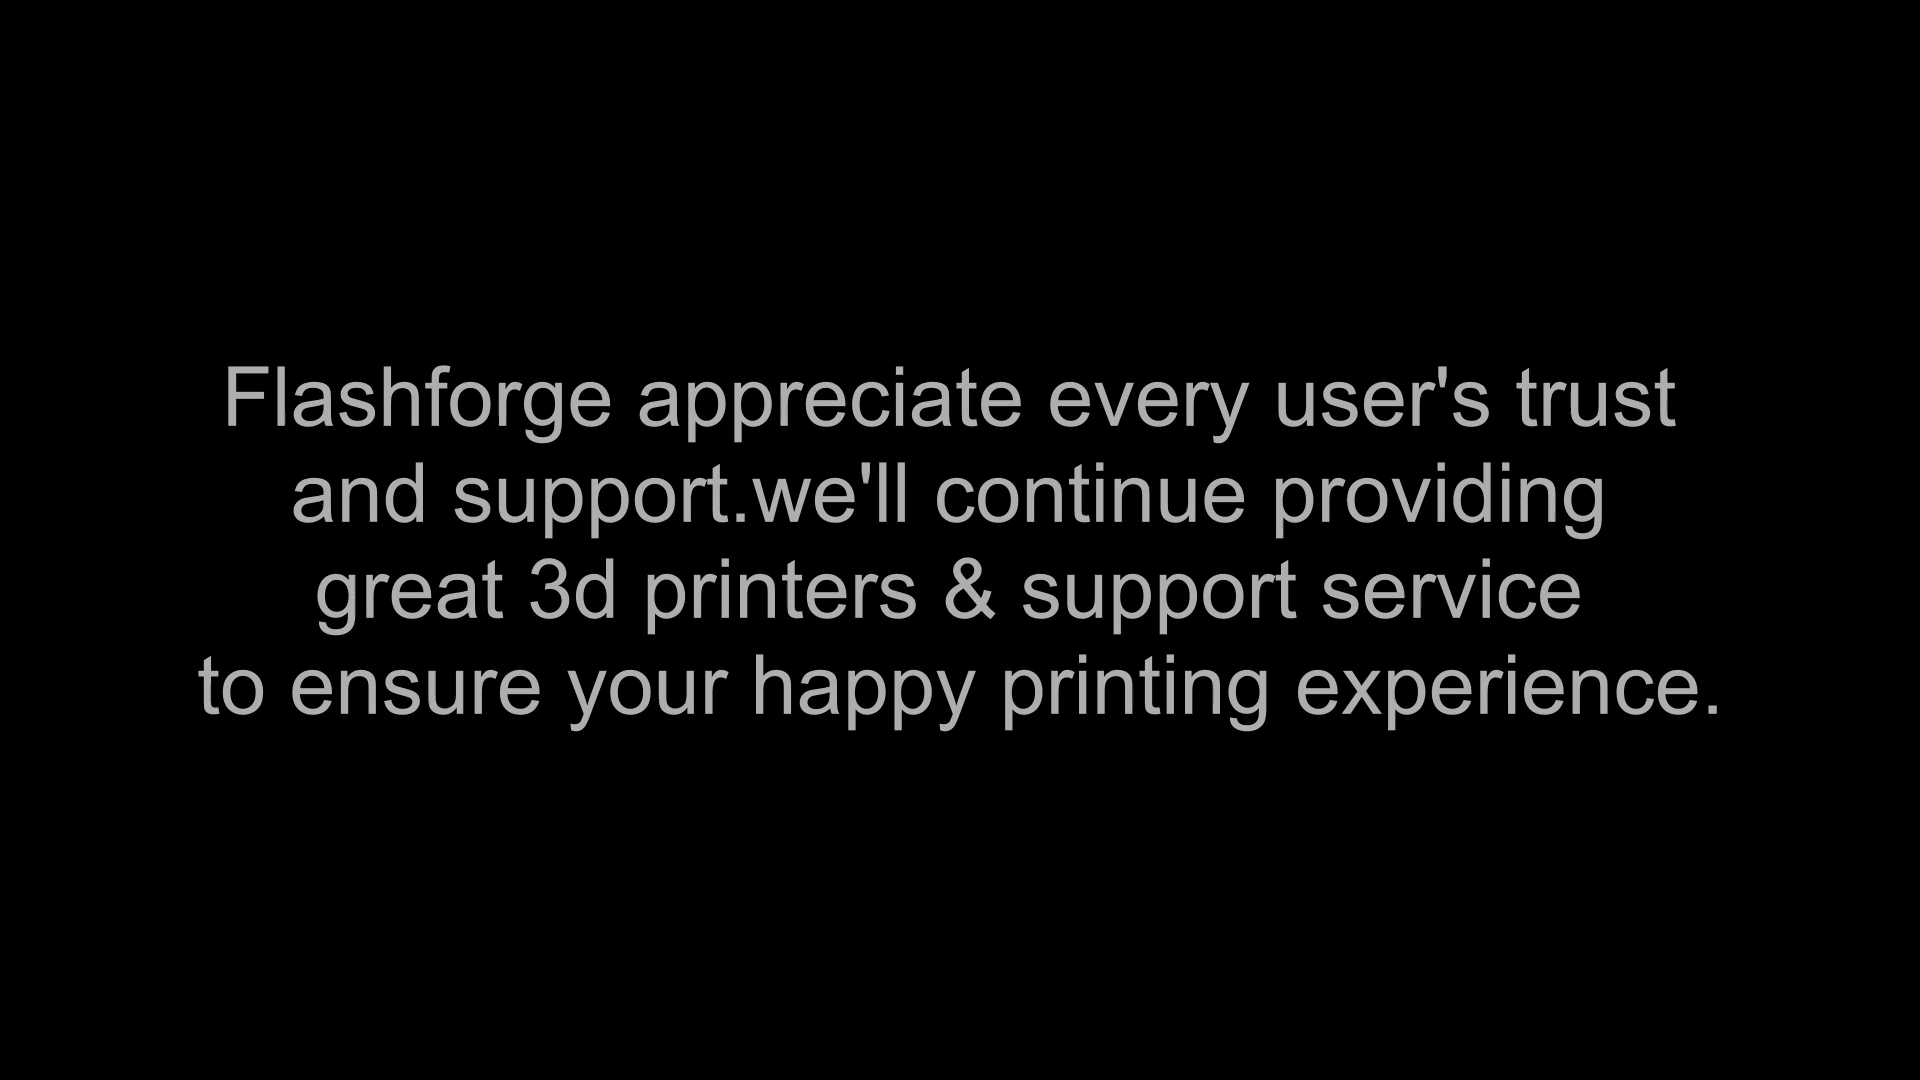 Flashforge appreciate every user's trust
and support.we'll continue providing
great 3d printers & support service
to ensure your happy printing experience.